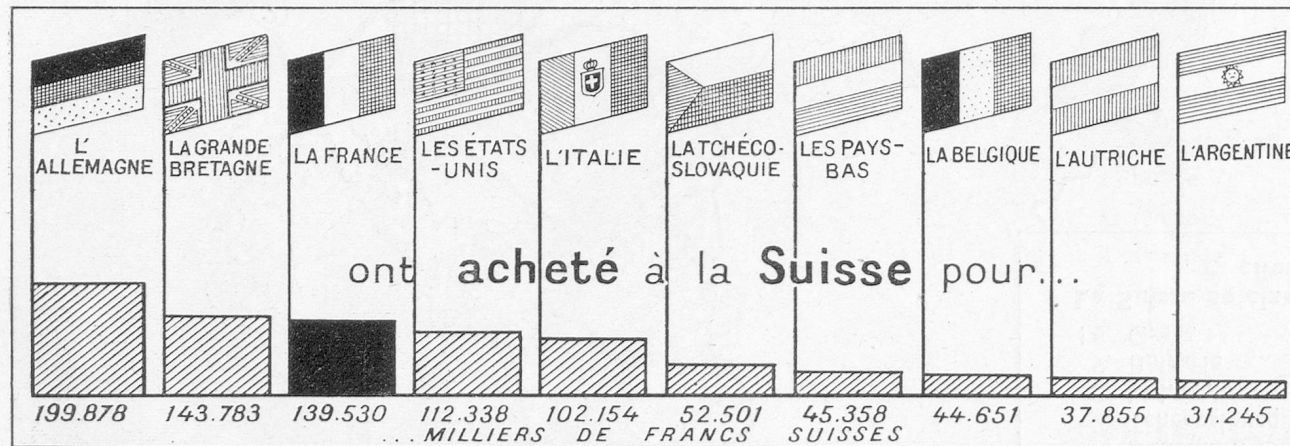 L'ALLEMAGNE
LA GRANDE BRETAGNE
LA FRANCE
LES ÉTATS-UNIS
L'ITALIE
LA TCHÉCO-SLOVAQUIE
LES PAYS-BAS
LA BELGIQUE
L'AUTRICHE
L'ARGENTINE
ont acheté à la Suisse pour...
199.878 143.783 139.530 112.338 102.154 52.501 45.358 44.651 37.855 31.245
...MILLIERS DE FRANCS SUISSES